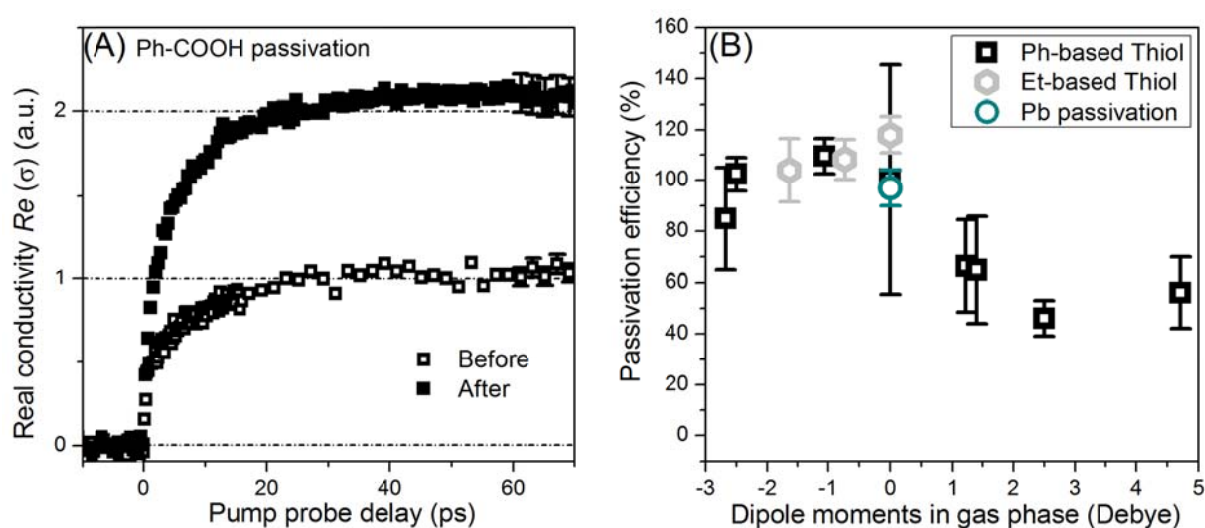 (A) Ph-COOH passivation
Real conductivity Re (σ) (a.u.)
2
1
0
Before
After
0 20 40 60
Pump probe delay (ps)
(B)
Ph-based Thiol
Et-based Thiol
Pb passivation
Passivation efficiency (%)
160
140
120
100
80
60
40
20
0
-3 -2 -1 0 1 2 3 4 5
Dipole moments in gas phase (Debye)